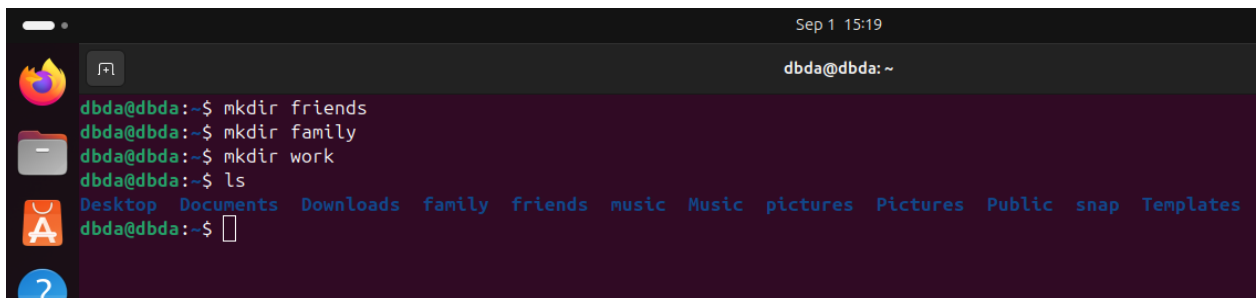 Sep 1 15:19
dbda@dbda: ~
dbda@dbda:~$ mkdir friends
dbda@dbda:~$ mkdir family
dbda@dbda:~$ mkdir work
dbda@dbda:~$ ls
Desktop Documents Downloads family friends music Music pictures Pictures Public snap Templates
dbda@dbda:~$
?